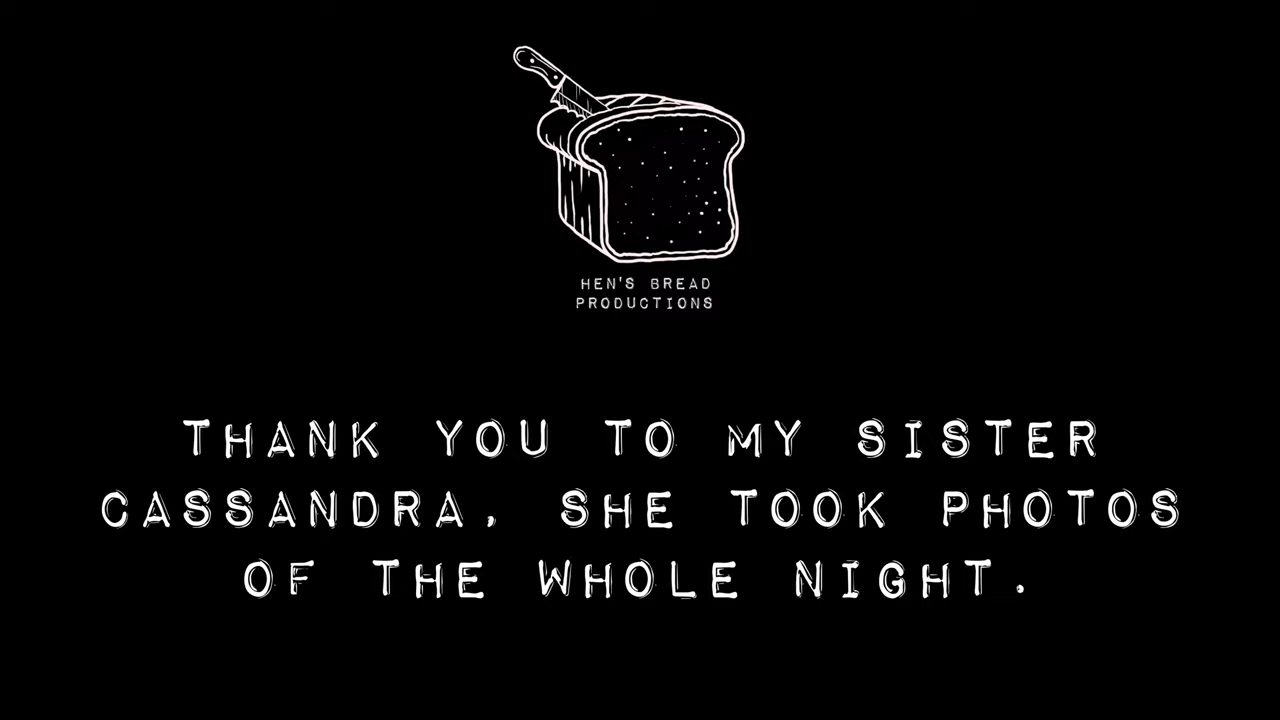 HEN'S BREAD
PRODUCTIONS
THANK YOU TO MY SISTER
CASSANDRA. SHE TOOK PHOTOS
OF THE WHOLE NIGHT.